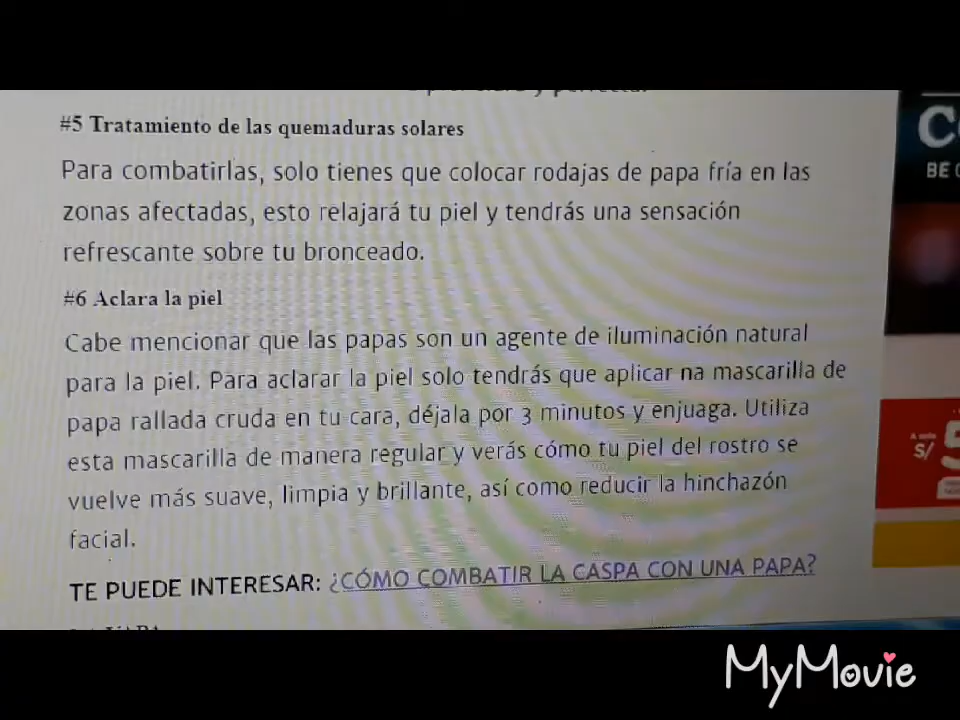 #5 Tratamiento de las quemaduras solares
Para combatirlas, solo tienes que colocar rodajas de papa fría en las
zonas afectadas, esto relajará tu piel y tendrás una sensación
refrescante sobre tu bronceado.
#6 Aclara la piel
Cabe mencionar que las papas son un agente de iluminación natural
para la piel. Para aclarar la piel solo tendrás que aplicar na mascarilla de
papa rallada cruda en tu cara, déjala por 3 minutos y enjuaga. Utiliza
esta mascarilla de manera regular y verás cómo tu piel del rostro se
vuelve más suave, limpia y brillante, así como reducir la hinchazón
facial.
TE PUEDE INTERESAR: ¿CÓMO COMBATIR LA CASPA CON UNA PAPA?
BE
S/
MyMovie